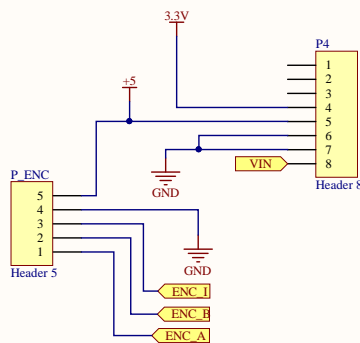 3.3V
P4
+5
1
2
3
4
5
6
7
8
VIN
GND
Header 8
P_ENC
5
4
3
2
1
Header 5
GND
ENC_I
ENC_B
ENC_A